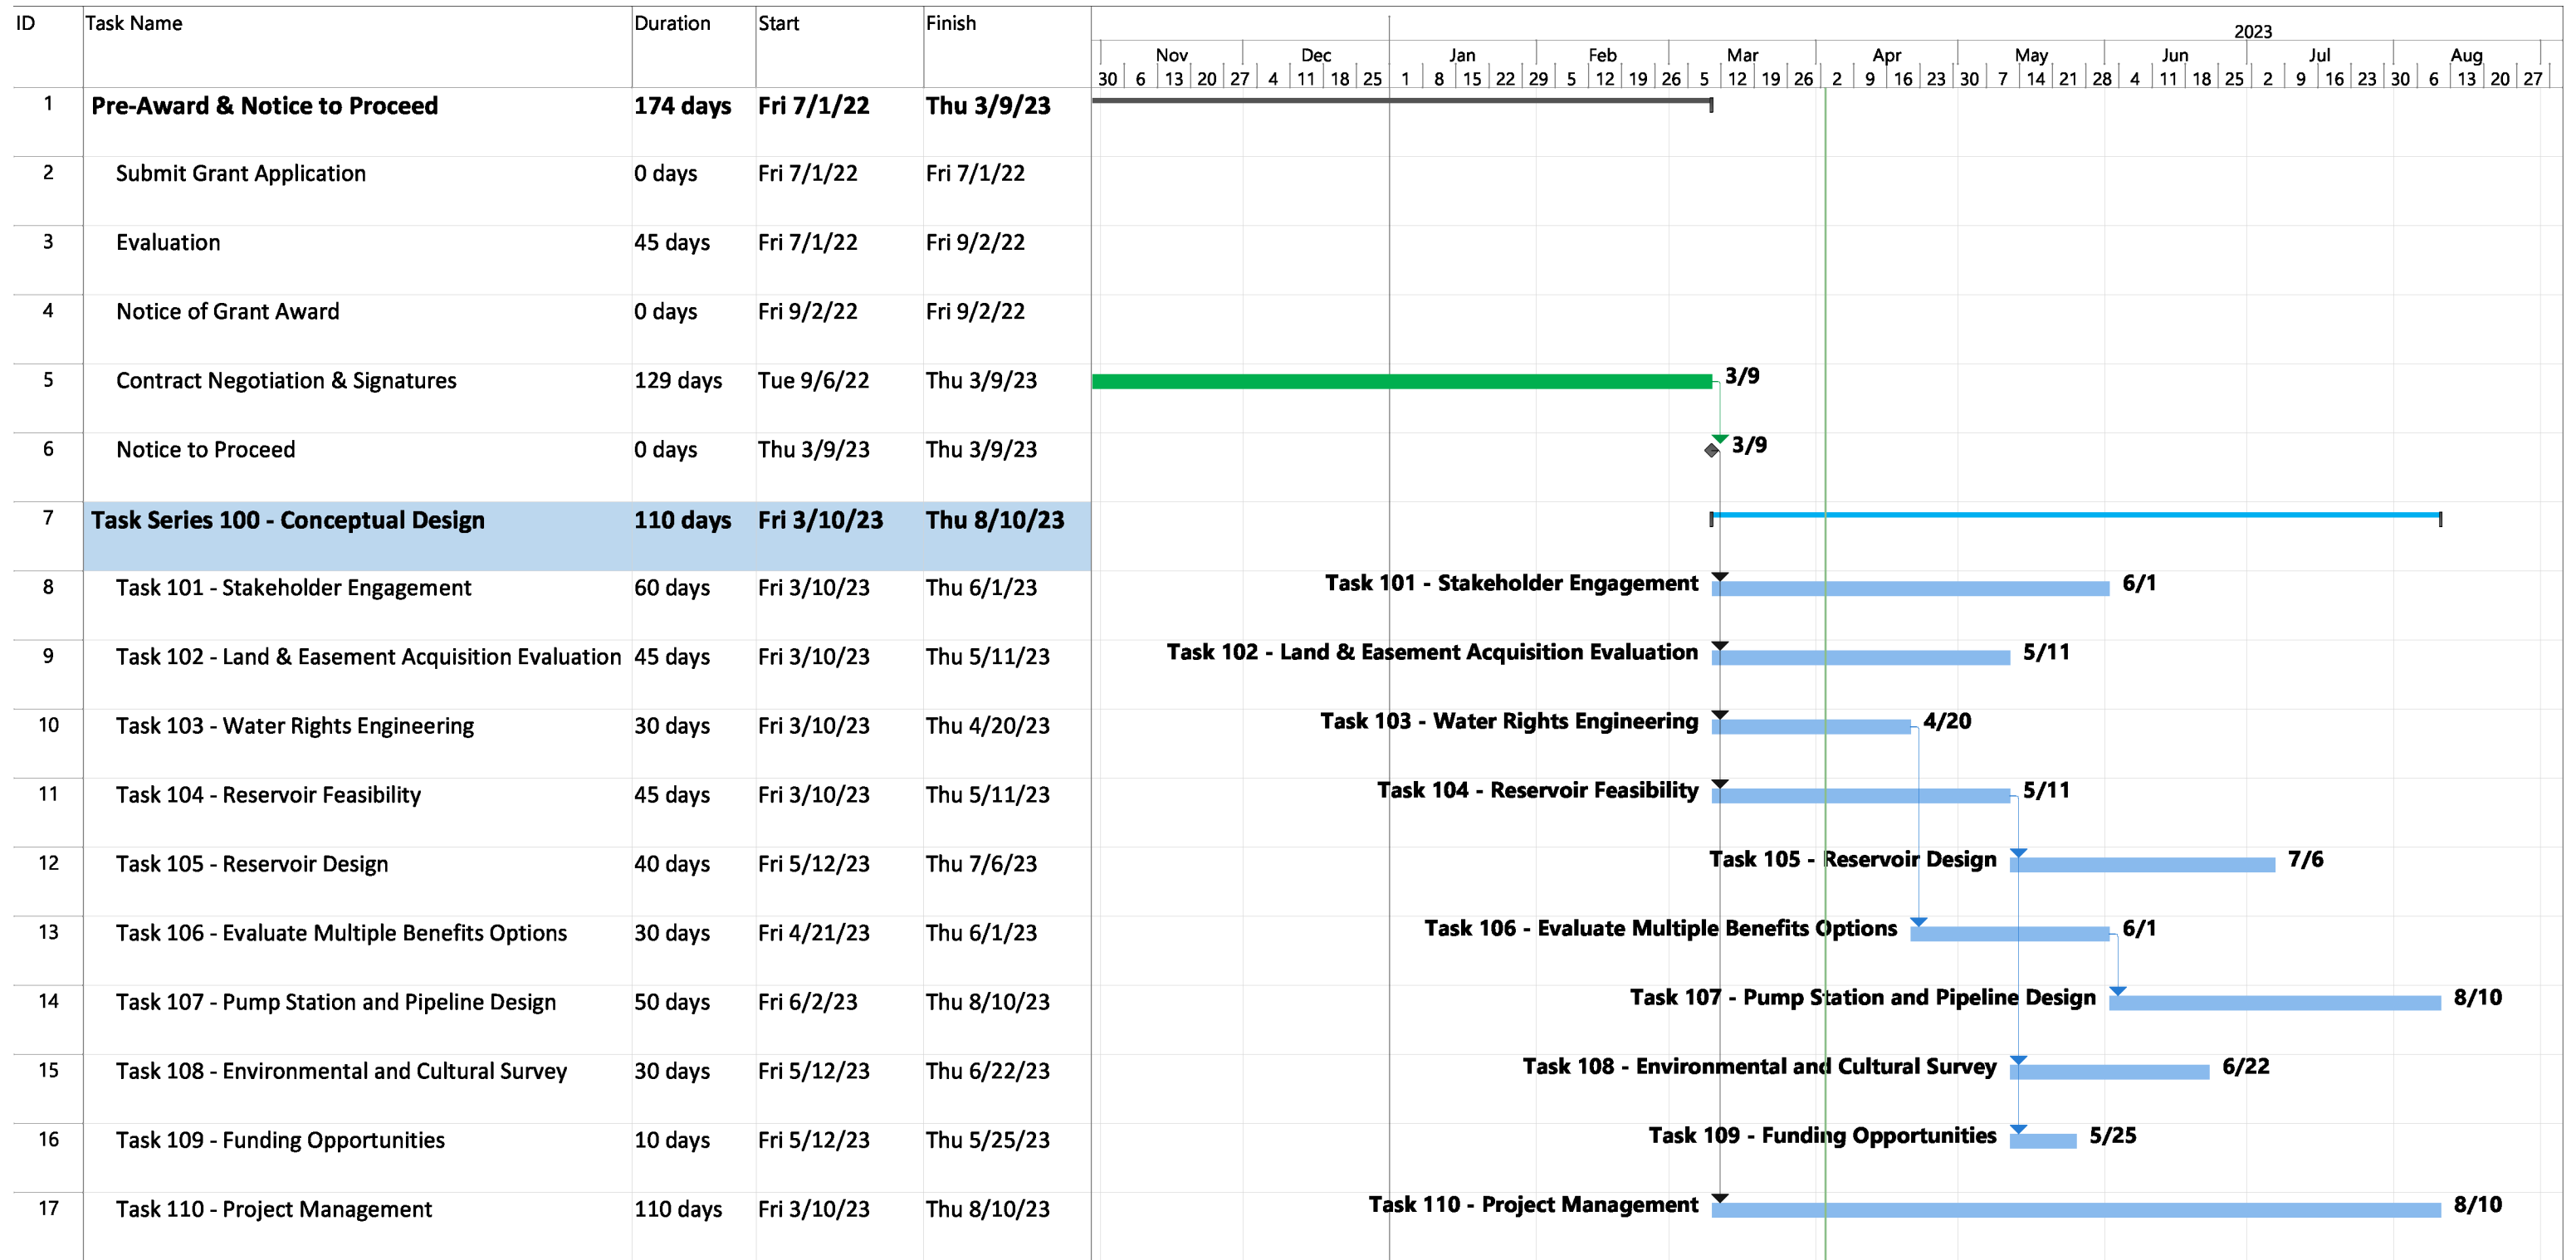 ID Task Name Duration Start Finish
2023
Nov Dec Jan Feb Mar Apr May Jun Jul Aug
30 6 13 20 27 4 11 18 25 1 8 15 22 29 5 12 19 26 5 12 19 26 2 9 16 23 30 7 14 21 28 4 11 18 25 2 9 16 23 30 6 13 20 27
1 Pre-Award & Notice to Proceed 174 days Fri 7/1/22 Thu 3/9/23
2 Submit Grant Application 0 days Fri 7/1/22 Fri 7/1/22
3 Evaluation 45 days Fri 7/1/22 Fri 9/2/22
4 Notice of Grant Award 0 days Fri 9/2/22 Fri 9/2/22
5 Contract Negotiation & Signatures 129 days Tue 9/6/22 Thu 3/9/23 3/9
6 Notice to Proceed 0 days Thu 3/9/23 Thu 3/9/23 3/9
7 Task Series 100 - Conceptual Design 110 days Fri 3/10/23 Thu 8/10/23
8 Task 101 - Stakeholder Engagement 60 days Fri 3/10/23 Thu 6/1/23 Task 101 - Stakeholder Engagement 6/1
9 Task 102 - Land & Easement Acquisition Evaluation 45 days Fri 3/10/23 Thu 5/11/23 Task 102 - Land & Easement Acquisition Evaluation 5/11
10 Task 103 - Water Rights Engineering 30 days Fri 3/10/23 Thu 4/20/23 Task 103 - Water Rights Engineering 4/20
11 Task 104 - Reservoir Feasibility 45 days Fri 3/10/23 Thu 5/11/23 Task 104 - Reservoir Feasibility 5/11
12 Task 105 - Reservoir Design 40 days Fri 5/12/23 Thu 7/6/23 Task 105 - Reservoir Design 7/6
13 Task 106 - Evaluate Multiple Benefits Options 30 days Fri 4/21/23 Thu 6/1/23 Task 106 - Evaluate Multiple Benefits Options 6/1
14 Task 107 - Pump Station and Pipeline Design 50 days Fri 6/2/23 Thu 8/10/23 Task 107 - Pump Station and Pipeline Design 8/10
15 Task 108 - Environmental and Cultural Survey 30 days Fri 5/12/23 Thu 6/22/23 Task 108 - Environmental and Cultural Survey 6/22
16 Task 109 - Funding Opportunities 10 days Fri 5/12/23 Thu 5/25/23 Task 109 - Funding Opportunities 5/25
17 Task 110 - Project Management 110 days Fri 3/10/23 Thu 8/10/23 Task 110 - Project Management 8/10